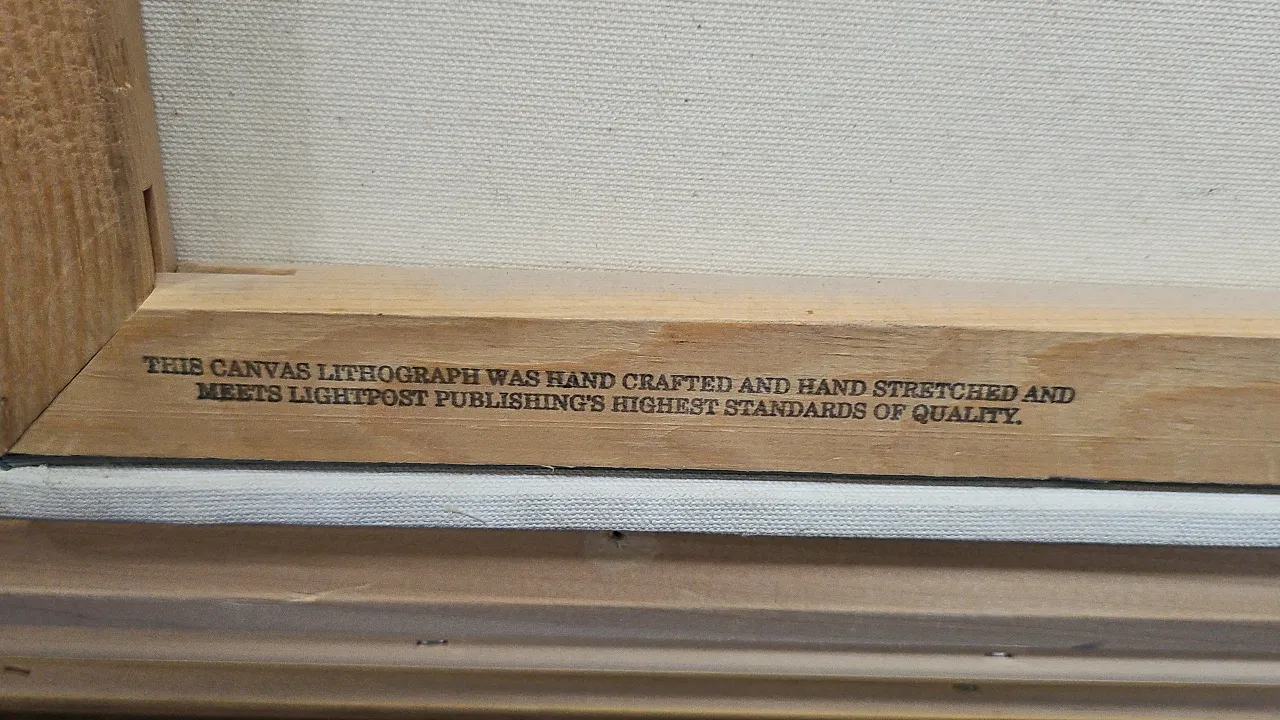 THIS CANVAS LITHOGRAPH WAS HAND CRAFTED AND HAND STRETCHED AND
MEETS LIGHTPOST PUBLISHING'S HIGHEST STANDARDS OF QUALITY.